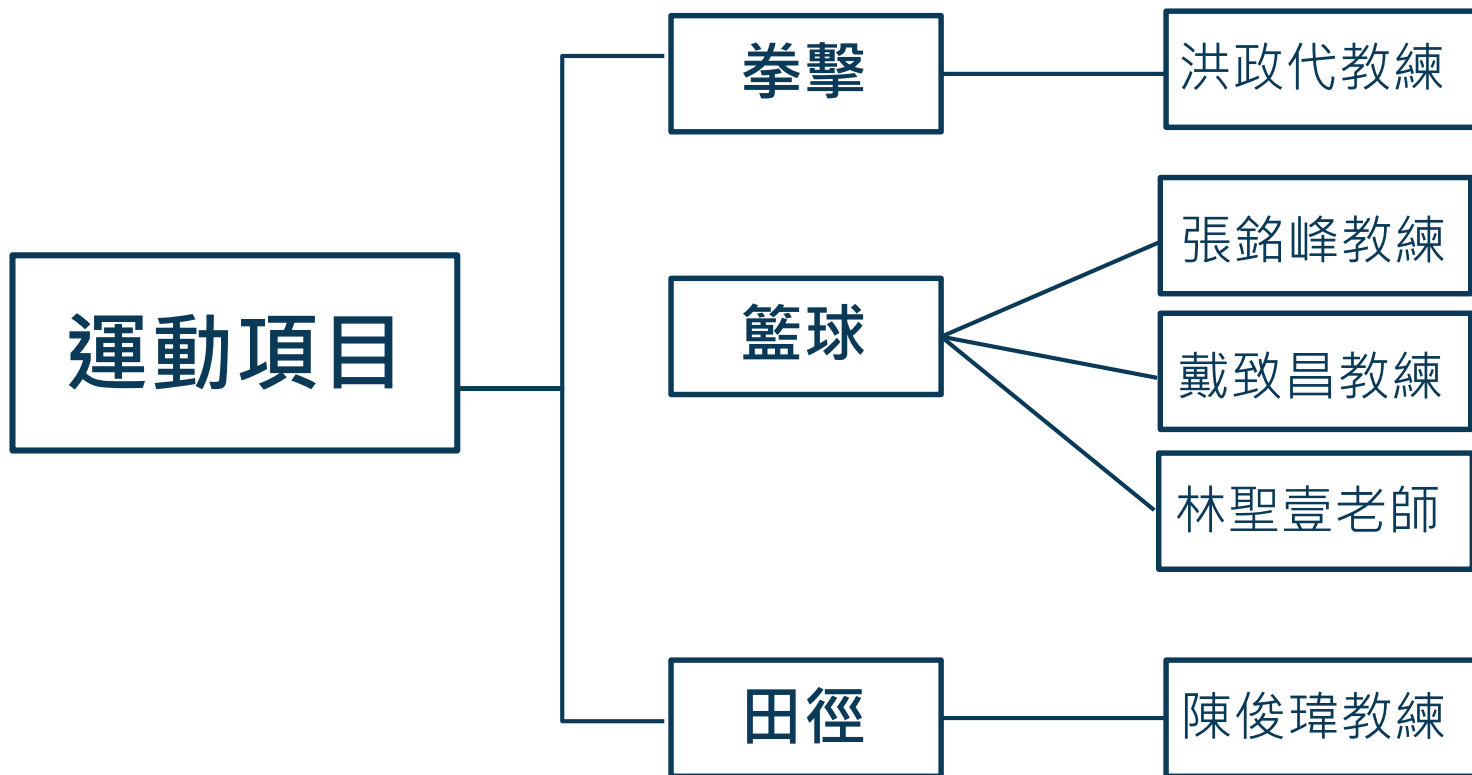 運動項目
拳擊
洪政代教練
籃球
張銘峰教練
戴致昌教練
林聖壹老師
田徑
陳俊瑋教練